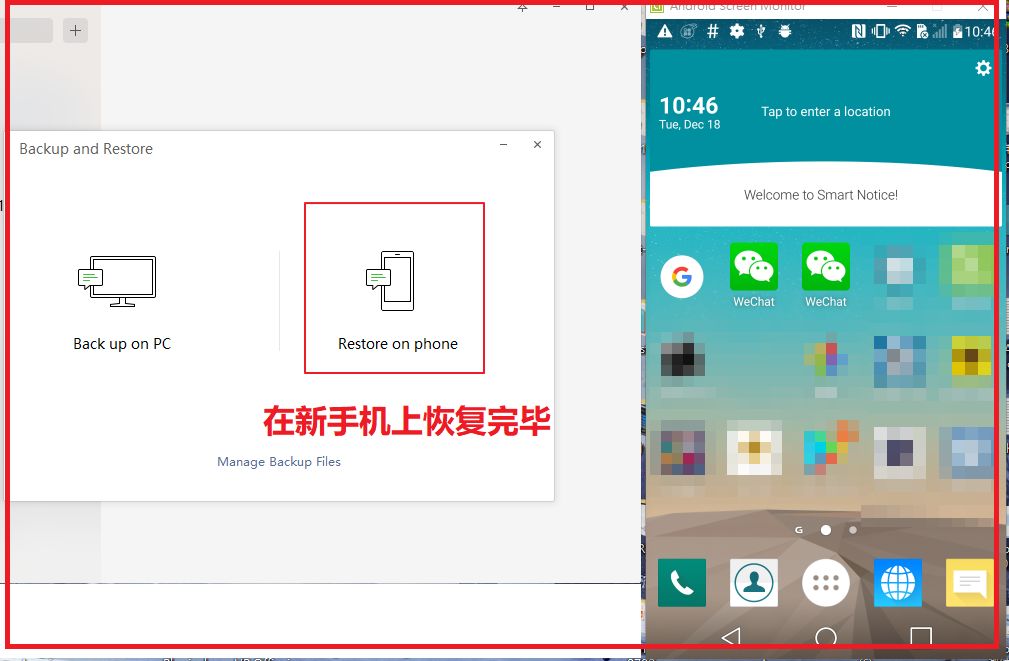 Android Screen Monitor
10:46
Backup and Restore
10:46
Tue, Dec 18
Tap to enter a location
Welcome to Smart Notice!
WeChat
WeChat
Back up on PC
Restore on phone
在新手机上恢复完毕
Manage Backup Files
G